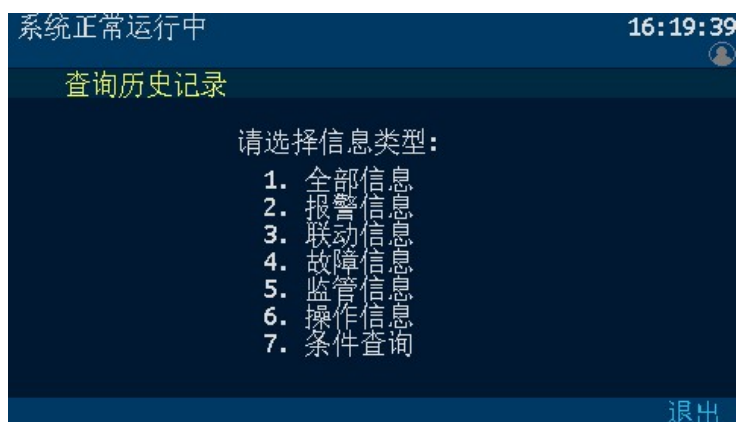 系统正常运行中
16:19:39
查询历史记录
请选择信息类型:
1. 全部信息
2. 报警信息
3. 联动信息
4. 故障信息
5. 监管信息
6. 操作信息
7. 条件查询
退出